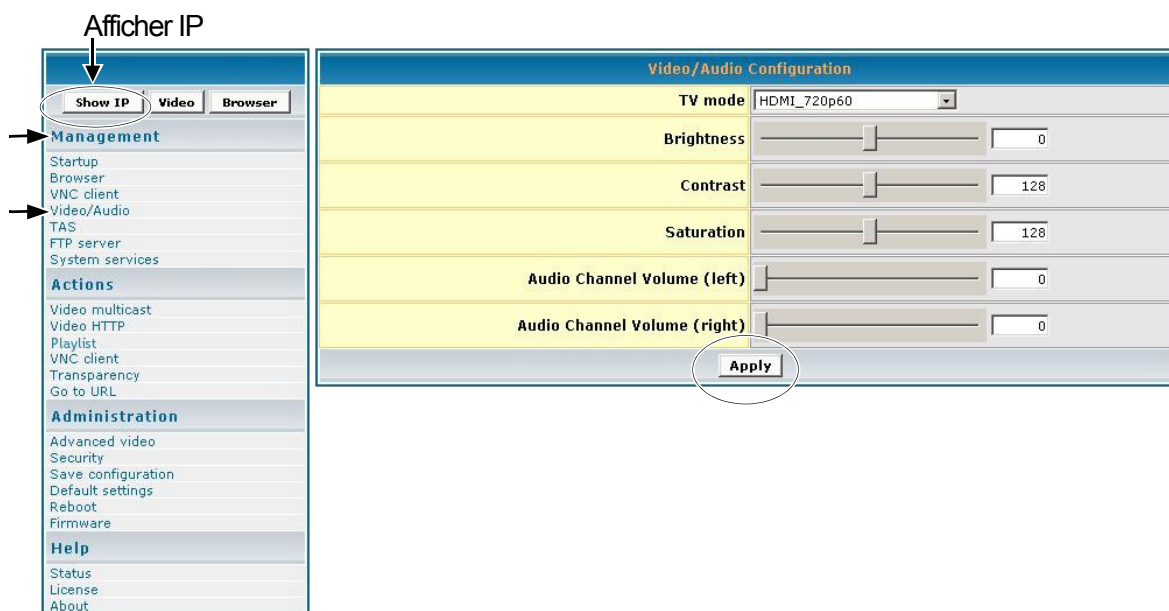 Afficher IP
Show IP Video Browser
Management
Startup
Browser
VNC client
Video/Audio
TAS
FTP server
System services
Actions
Video multicast
Video HTTP
Playlist
VNC client
Transparency
Go to URL
Administration
Advanced video
Security
Save configuration
Default settings
Reboot
Firmware
Help
Status
License
About
Video/Audio Configuration
TV mode HDMI_720p60
Brightness 0
Contrast 128
Saturation 128
Audio Channel Volume (left) 0
Audio Channel Volume (right) 0
Apply